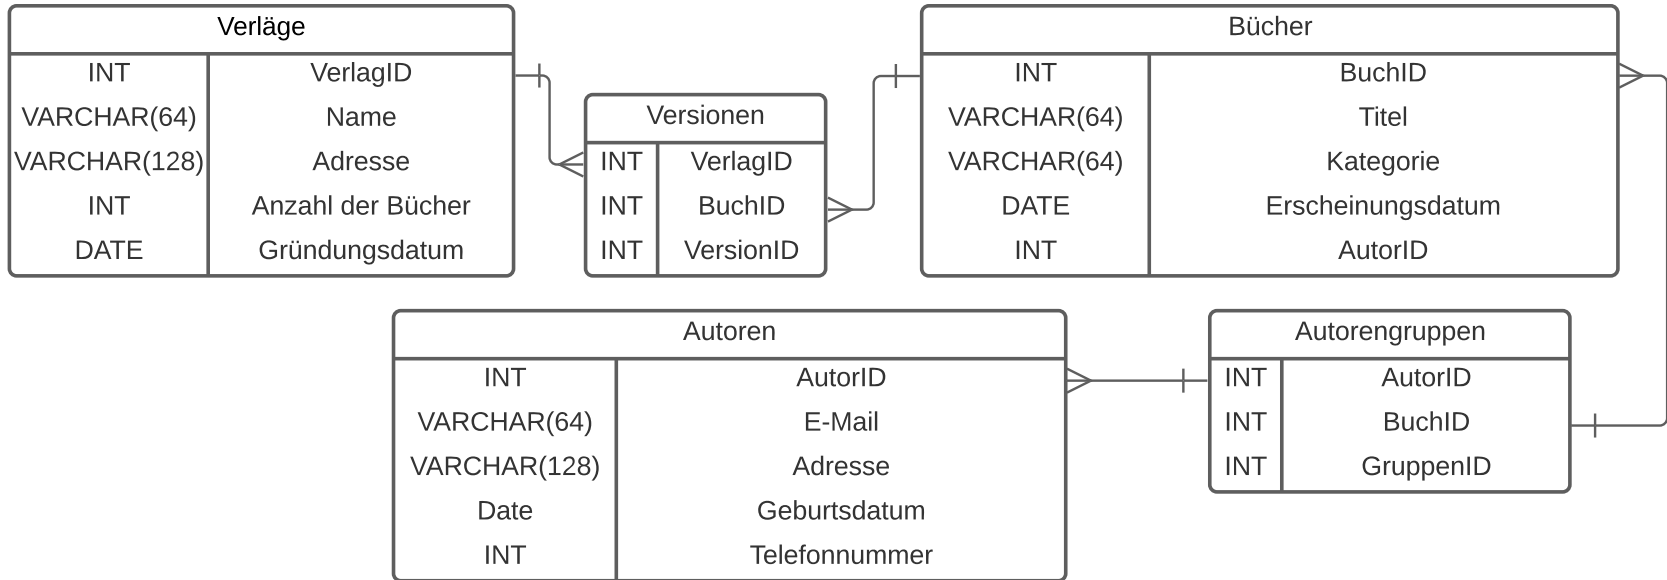 Verläge
INT VerlagID
VARCHAR(64) Name
VARCHAR(128) Adresse
INT Anzahl der Bücher
DATE Gründungsdatum
Versionen
INT VerlagID
INT BuchID
INT VersionID
Bücher
INT BuchID
VARCHAR(64) Titel
VARCHAR(64) Kategorie
DATE Erscheinungsdatum
INT AutorID
Autoren
INT AutorID
VARCHAR(64) E-Mail
VARCHAR(128) Adresse
Date Geburtsdatum
INT Telefonnummer
Autorengruppen
INT AutorID
INT BuchID
INT GruppenID